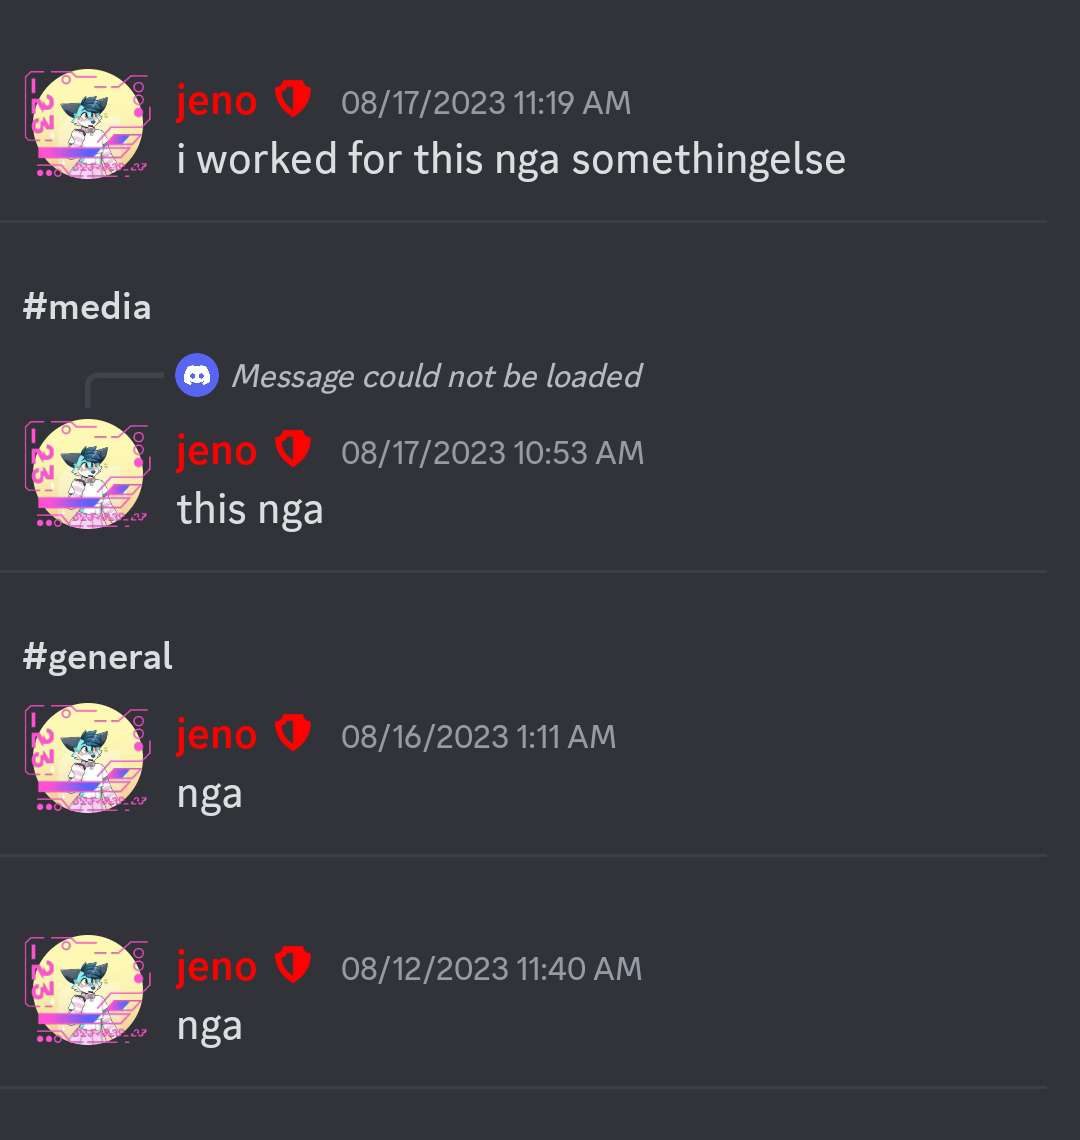 jeno 08/17/2023 11:19 AM
i worked for this nga somethingelse
#media
Message could not be loaded
jeno 08/17/2023 10:53 AM
this nga
#general
jeno 08/16/2023 1:11 AM
nga
jeno 08/12/2023 11:40 AM
nga